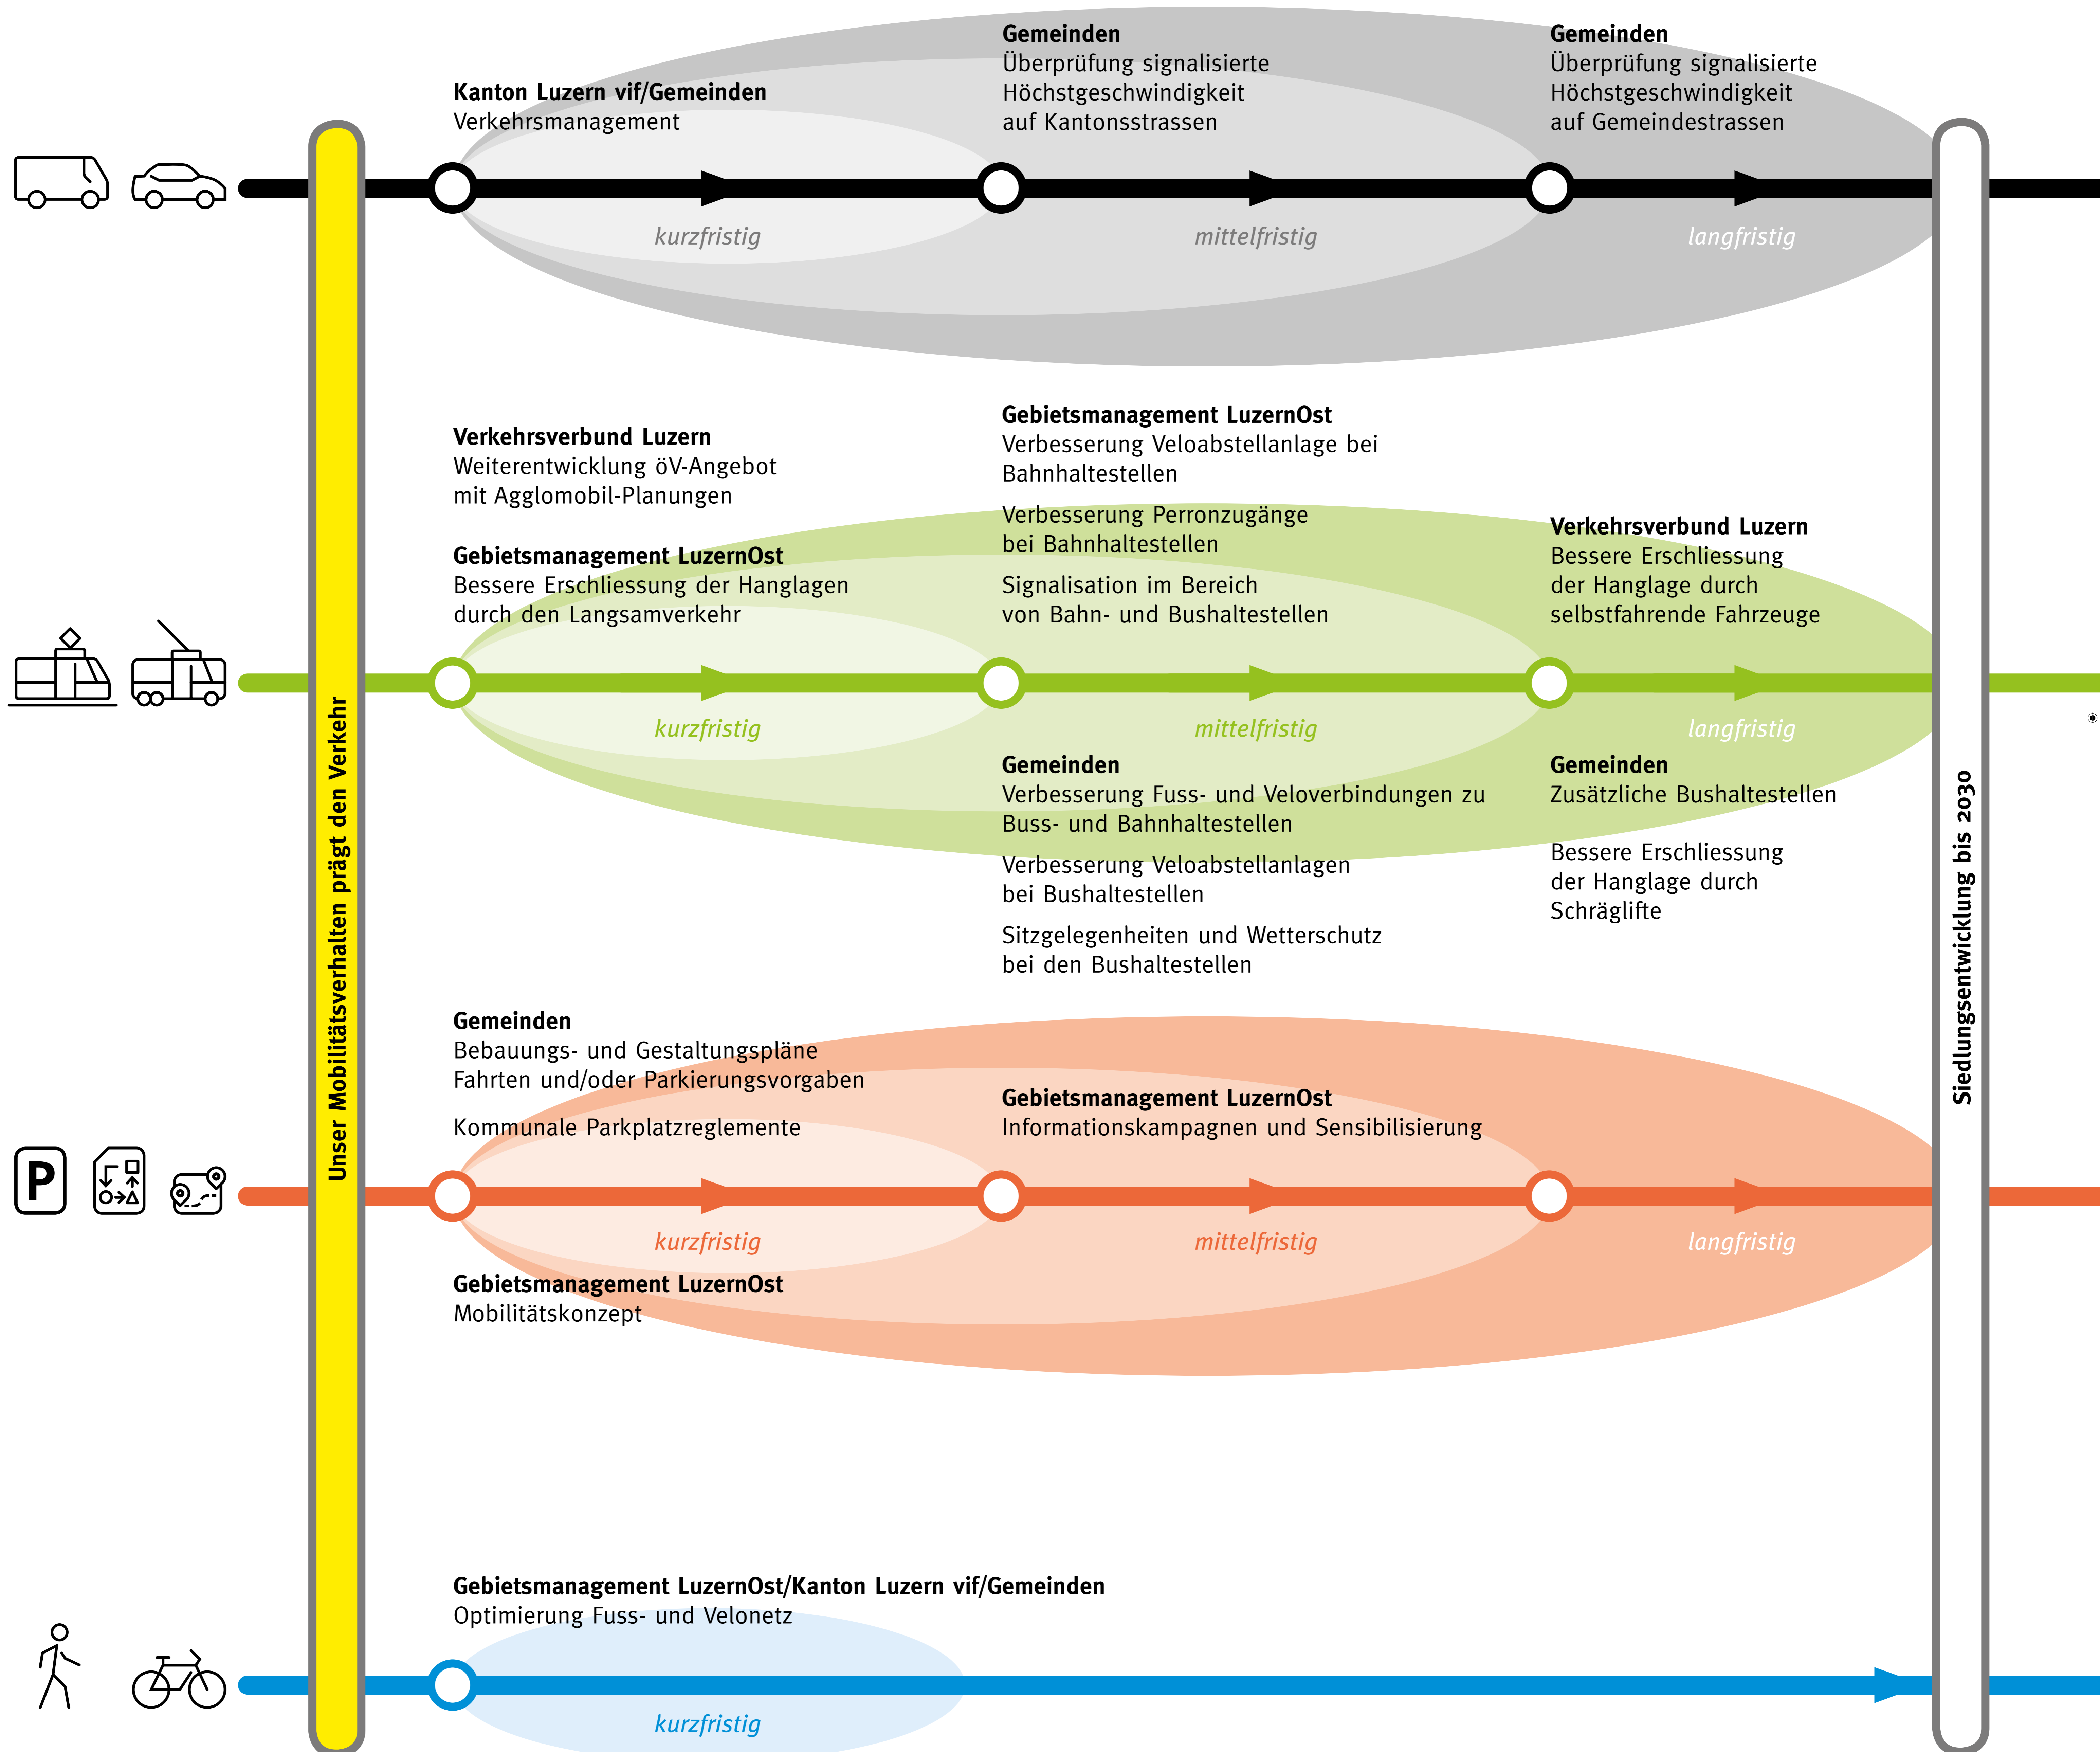 Kanton Luzern vif/Gemeinden
Verkehrsmanagement
Gemeinden
Überprüfung signalisierte
Höchstgeschwindigkeit
auf Kantonsstrassen
Gemeinden
Überprüfung signalisierte
Höchstgeschwindigkeit
auf Gemeindestrassen
kurzfristig
mittelfristig
langfristig
Unser Mobilitätsverhalten prägt den Verkehr
Verkehrsverbund Luzern
Weiterentwicklung öV-Angebot
mit Agglomobil-Planungen
Gebietsmanagement LuzernOst
Bessere Erschliessung der Hanglagen
durch den Langsamverkehr
Gebietsmanagement LuzernOst
Verbesserung Veloabstellanlage bei
Bahnhaltestellen
Verbesserung Perronzugänge
bei Bahnhaltestellen
Signalisation im Bereich
von Bahn- und Bushaltestellen
Verkehrsverbund Luzern
Bessere Erschliessung
der Hanglage durch
selbstfahrende Fahrzeuge
kurzfristig
mittelfristig
langfristig
Gemeinden
Verbesserung Fuss- und Veloverbindungen zu
Buss- und Bahnhaltestellen
Verbesserung Veloabstellanlagen
bei Bushaltestellen
Sitzgelegenheiten und Wetterschutz
bei den Bushaltestellen
Gemeinden
Zusätzliche Bushaltestellen
Bessere Erschliessung
der Hanglage durch
Schräglifte
Siedlungsentwicklung bis 2030
Gemeinden
Bebauungs- und Gestaltungspläne
Fahrten und/oder Parkierungsvorgaben
Kommunale Parkplatzreglemente
Gebietsmanagement LuzernOst
Informationskampagnen und Sensibilisierung
P
kurzfristig
mittelfristig
langfristig
Gebietsmanagement LuzernOst
Mobilitätskonzept
Gebietsmanagement LuzernOst/Kanton Luzern vif/Gemeinden
Optimierung Fuss- und Velonetz
kurzfristig